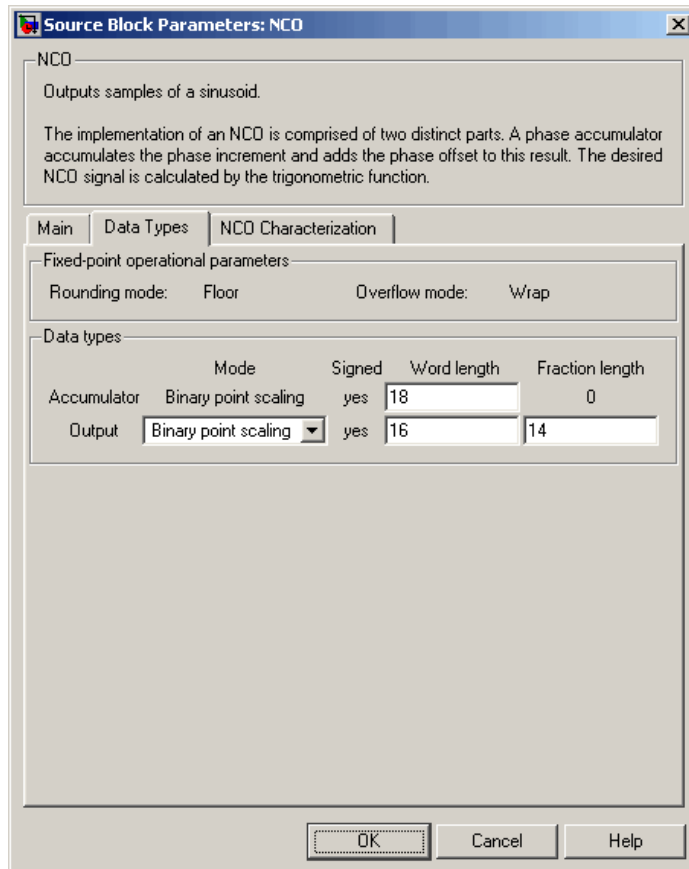 Source Block Parameters: NCO
NCO
Outputs samples of a sinusoid.
The implementation of an NCO is comprised of two distinct parts. A phase accumulator
accumulates the phase increment and adds the phase offset to this result. The desired
NCO signal is calculated by the trigonometric function.
Main Data Types NCO Characterization
Fixed-point operational parameters
Rounding mode: Floor Overflow mode: Wrap
Data types
Mode Signed Word length Fraction length
Accumulator Binary point scaling yes 18 0
Output Binary point scaling yes 16 14
OK Cancel Help